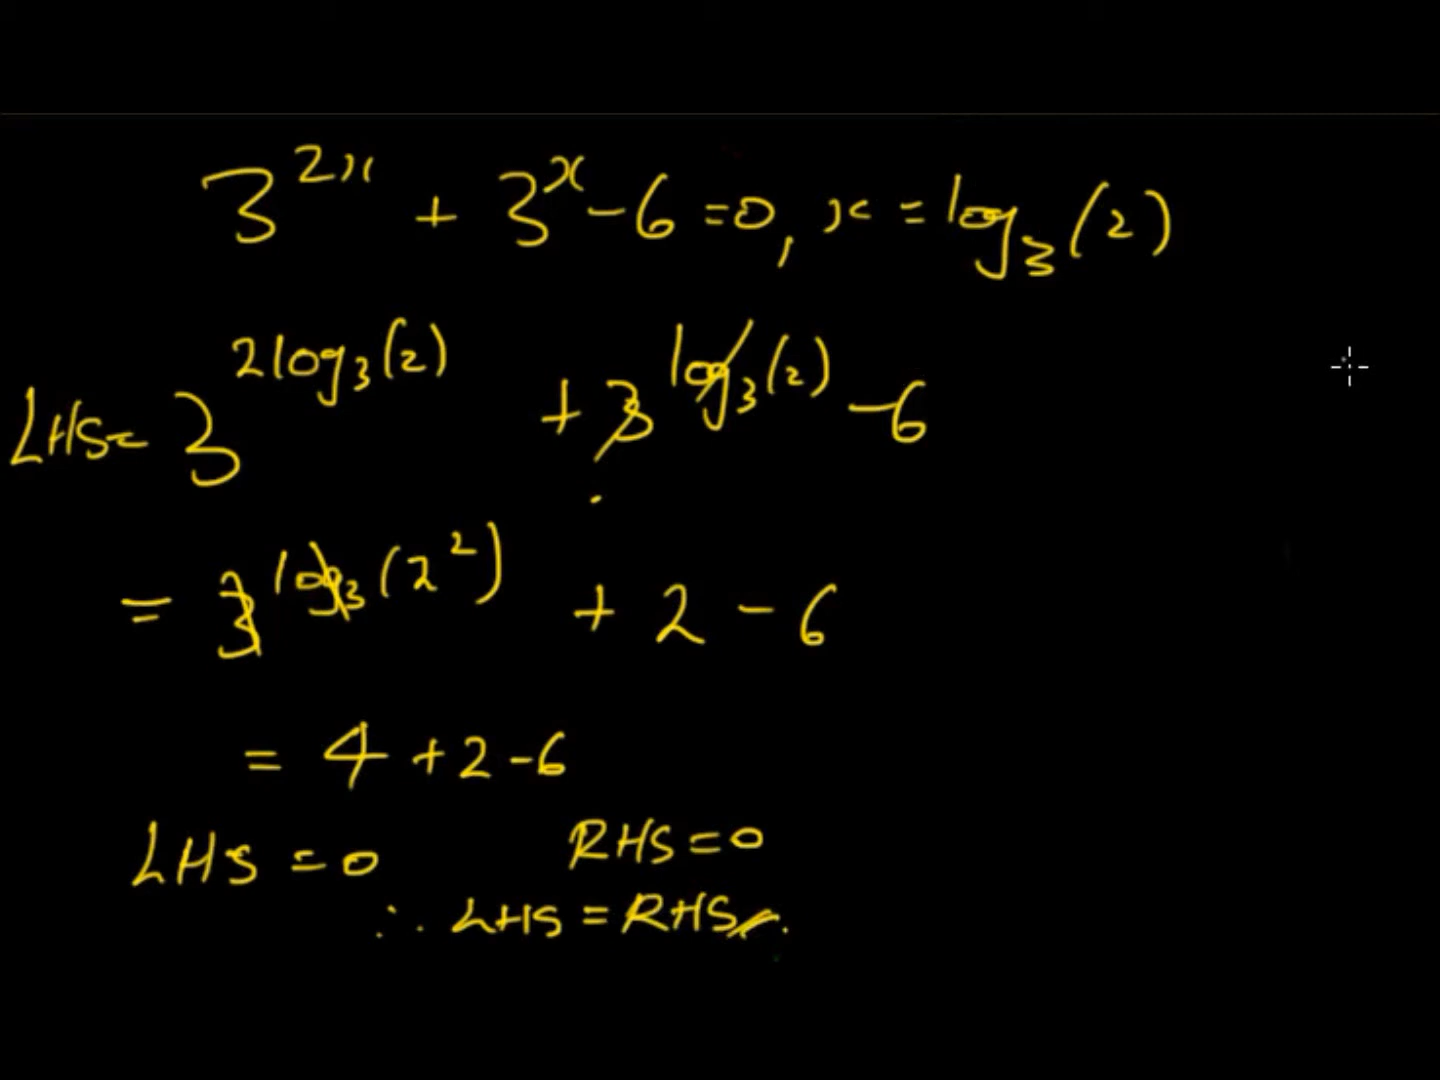 3^{2x} + 3^x - 6 = 0, x = log_3(2)
LHS = 3^{2log_3(2)} + 3^{log_3(2)} - 6
= 3^{log_3(2^2)} + 2 - 6
= 4 + 2 - 6
LHS = 0 RHS = 0
∴ LHS = RHS